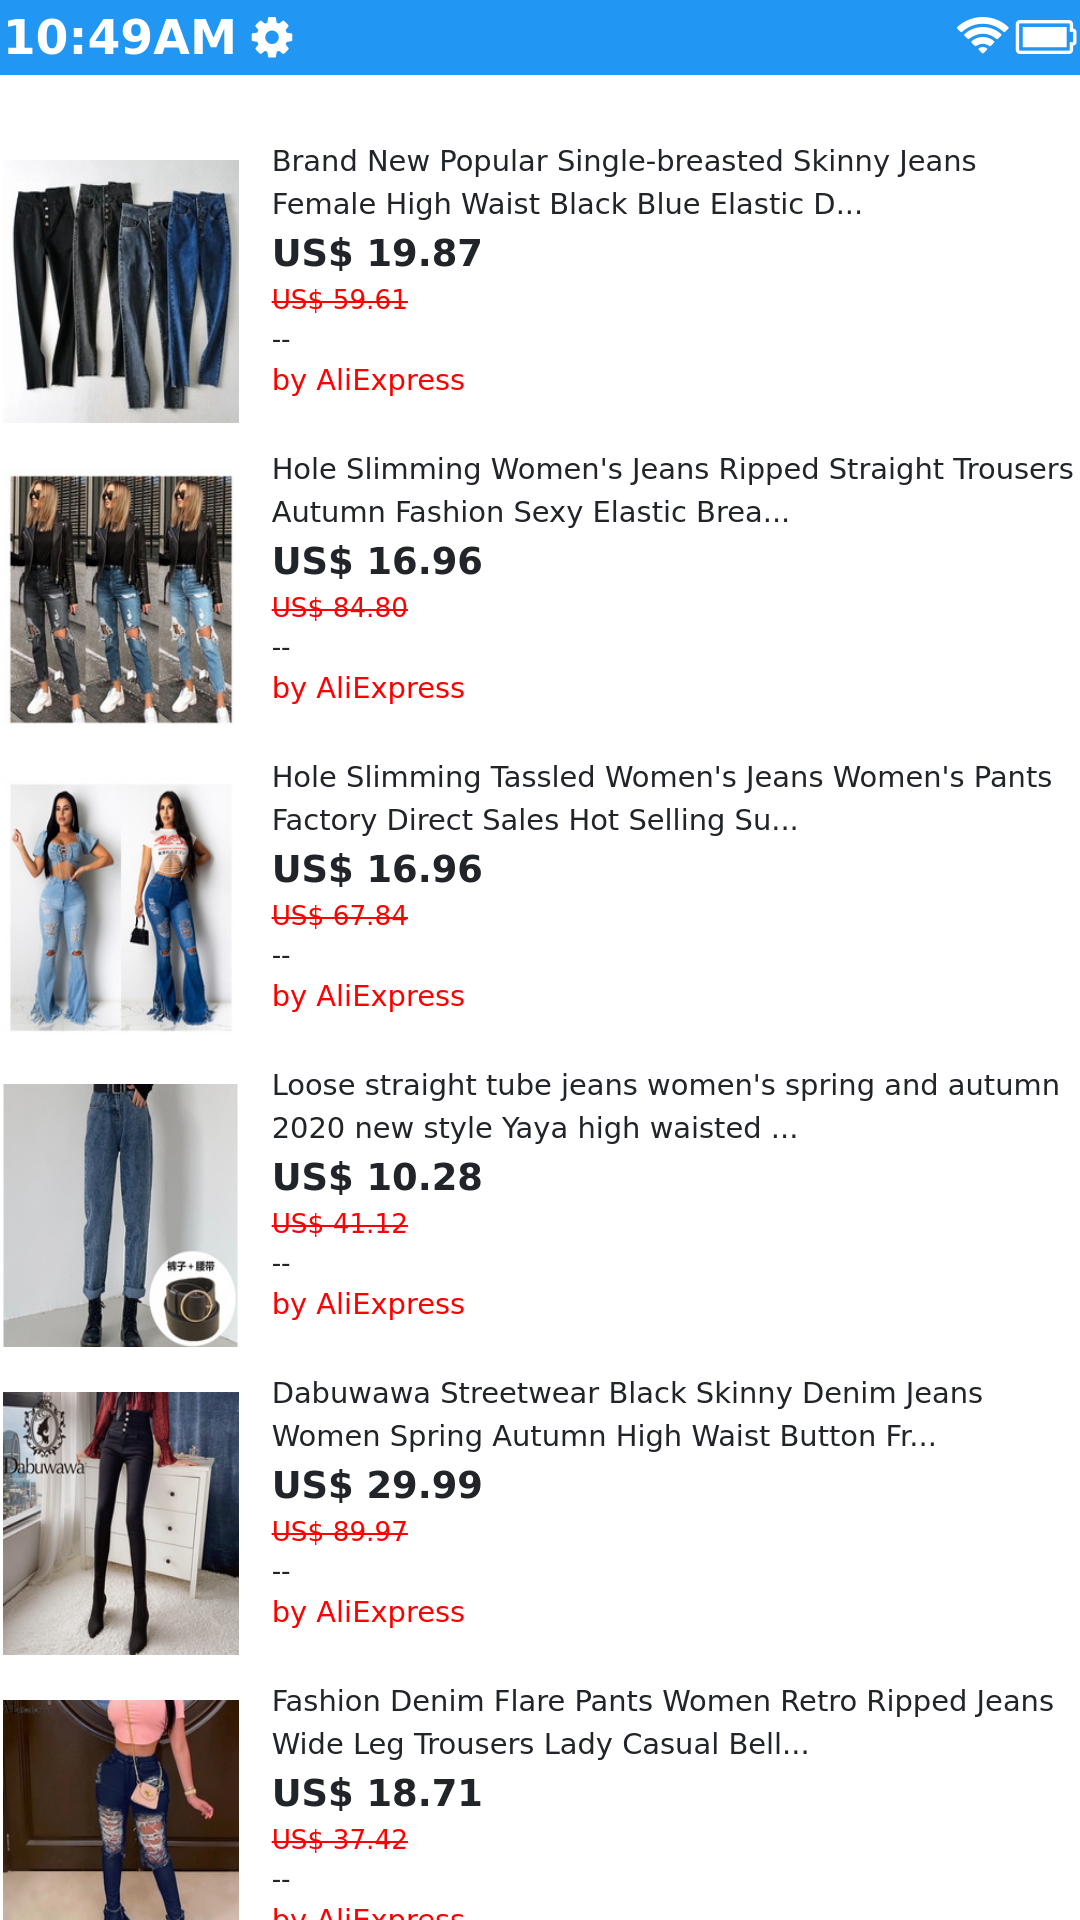 10:49AM
Brand New Popular Single-breasted Skinny Jeans
Female High Waist Black Blue Elastic D...
US$ 19.87
US$ 59.61
--
by AliExpress
Hole Slimming Women's Jeans Ripped Straight Trousers
Autumn Fashion Sexy Elastic Brea...
US$ 16.96
US$ 84.80
--
by AliExpress
Hole Slimming Tassled Women's Jeans Women's Pants
Factory Direct Sales Hot Selling Su...
US$ 16.96
US$ 67.84
--
by AliExpress
Loose straight tube jeans women's spring and autumn
2020 new style Yaya high waisted ...
US$ 10.28
US$ 41.12
--
by AliExpress
裤子+腰带
Dabuwawa Streetwear Black Skinny Denim Jeans
Women Spring Autumn High Waist Button Fr...
US$ 29.99
US$ 89.97
--
by AliExpress
Dabuwawa
Fashion Denim Flare Pants Women Retro Ripped Jeans
Wide Leg Trousers Lady Casual Bell...
US$ 18.71
US$ 37.42
--
by AliExpress